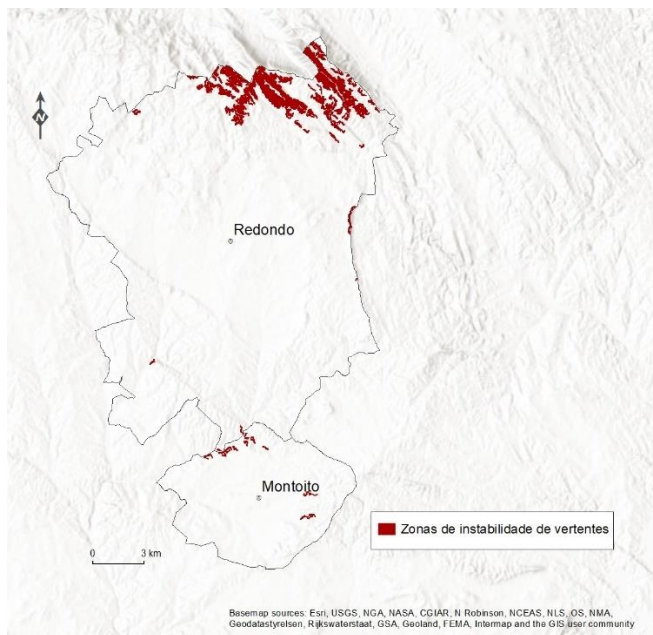 N
Redondo
Montoito
Zonas de instabilidade de vertentes
0 3 km
Basemap sources: Esri, USGS, NGA, NASA, CGIAR, N Robinson, NCEAS, NLS, OS, NMA,
Geodatastyrelsen, Rijkswaterstaat, GSA, Geoland, FEMA, Intermap and the GIS user community